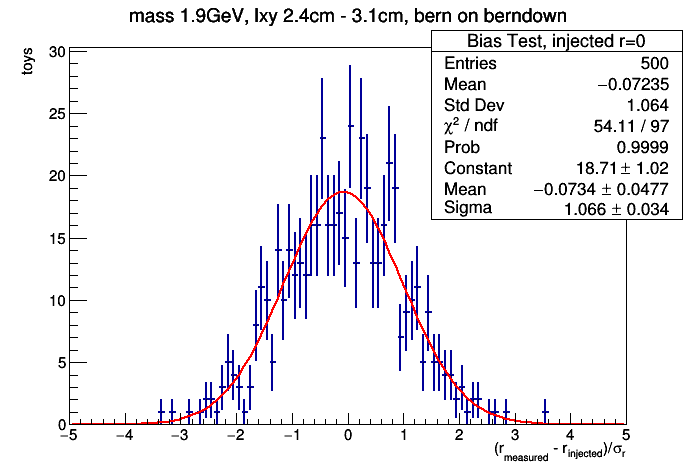 mass 1.9GeV, lxy 2.4cm - 3.1cm, bern on berndown
Bias Test, injected r=0
Entries 500
Mean −0.07235
Std Dev 1.064
χ² / ndf 54.11 / 97
Prob 0.9999
Constant 18.71 ± 1.02
Mean −0.0734 ± 0.0477
Sigma 1.066 ± 0.034
toys
30
25
20
15
10
5
0
−5 −4 −3 −2 −1 0 1 2 3 4 5
(r_measured - r_injected)/σ_r